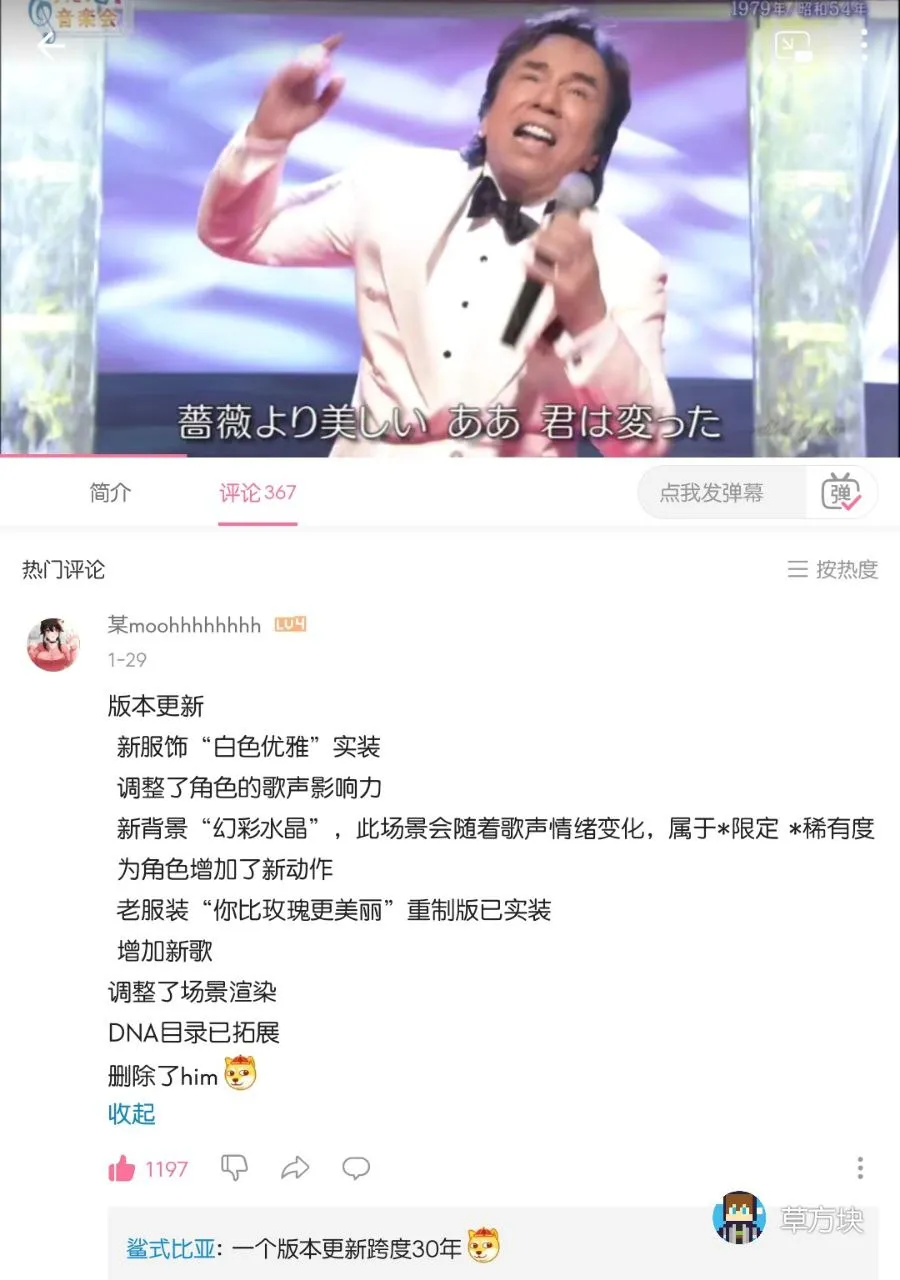 音楽会
1979年/昭和54年
薔薇より美しい ああ 君は変った
简介
评论 367
点我发弹幕
弹
热门评论
按热度
某moohhhhhhhh LV4
1-29
版本更新
新服饰“白色优雅”实装
调整了角色的歌声影响力
新背景“幻彩水晶”，此场景会随着歌声情绪变化，属于*限定 *稀有度
为角色增加了新动作
老服装“你比玫瑰更美丽”重制版已实装
增加新歌
调整了场景渲染
DNA目录已拓展
删除了him
收起
1197
鲨式比亚: 一个版本更新跨度30年
草方块